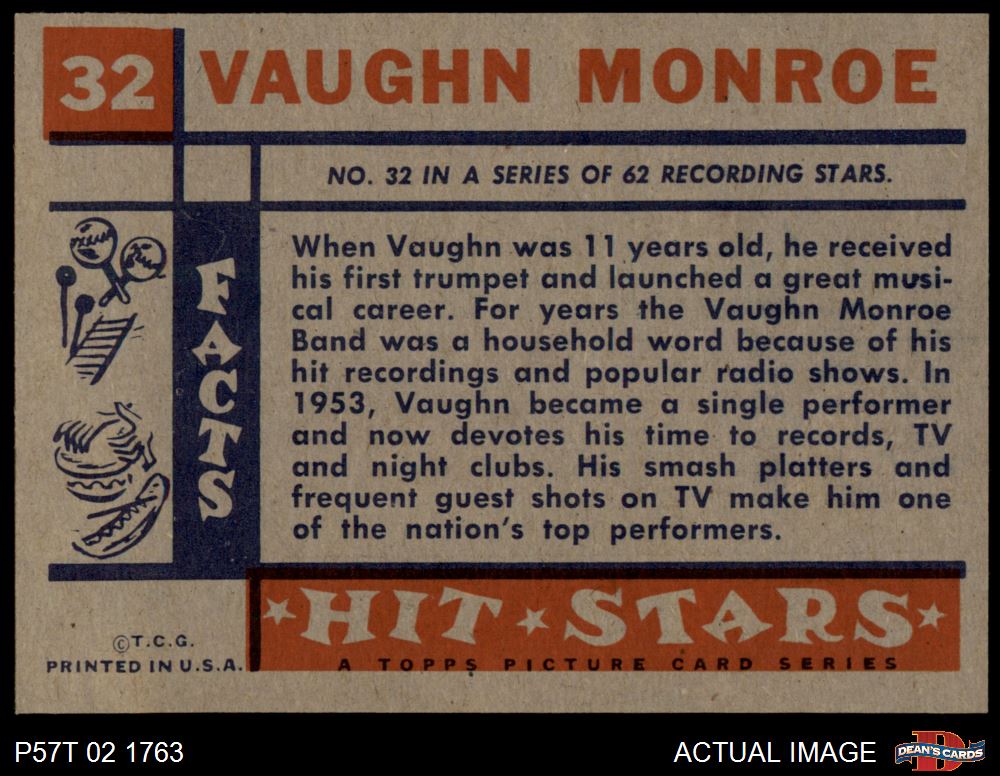 32
VAUGHN MONROE
NO. 32 IN A SERIES OF 62 RECORDING STARS.
FACTS
When Vaughn was 11 years old, he received
his first trumpet and launched a great musi-
cal career. For years the Vaughn Monroe
Band was a household word because of his
hit recordings and popular radio shows. In
1953, Vaughn became a single performer
and now devotes his time to records, TV
and night clubs. His smash platters and
frequent guest shots on TV make him one
of the nation's top performers.
HIT STARS
A TOPPS PICTURE CARD SERIES
©T.C.G.
PRINTED IN U.S.A.
P57T 02 1763
ACTUAL IMAGE
DEAN'S CARDS